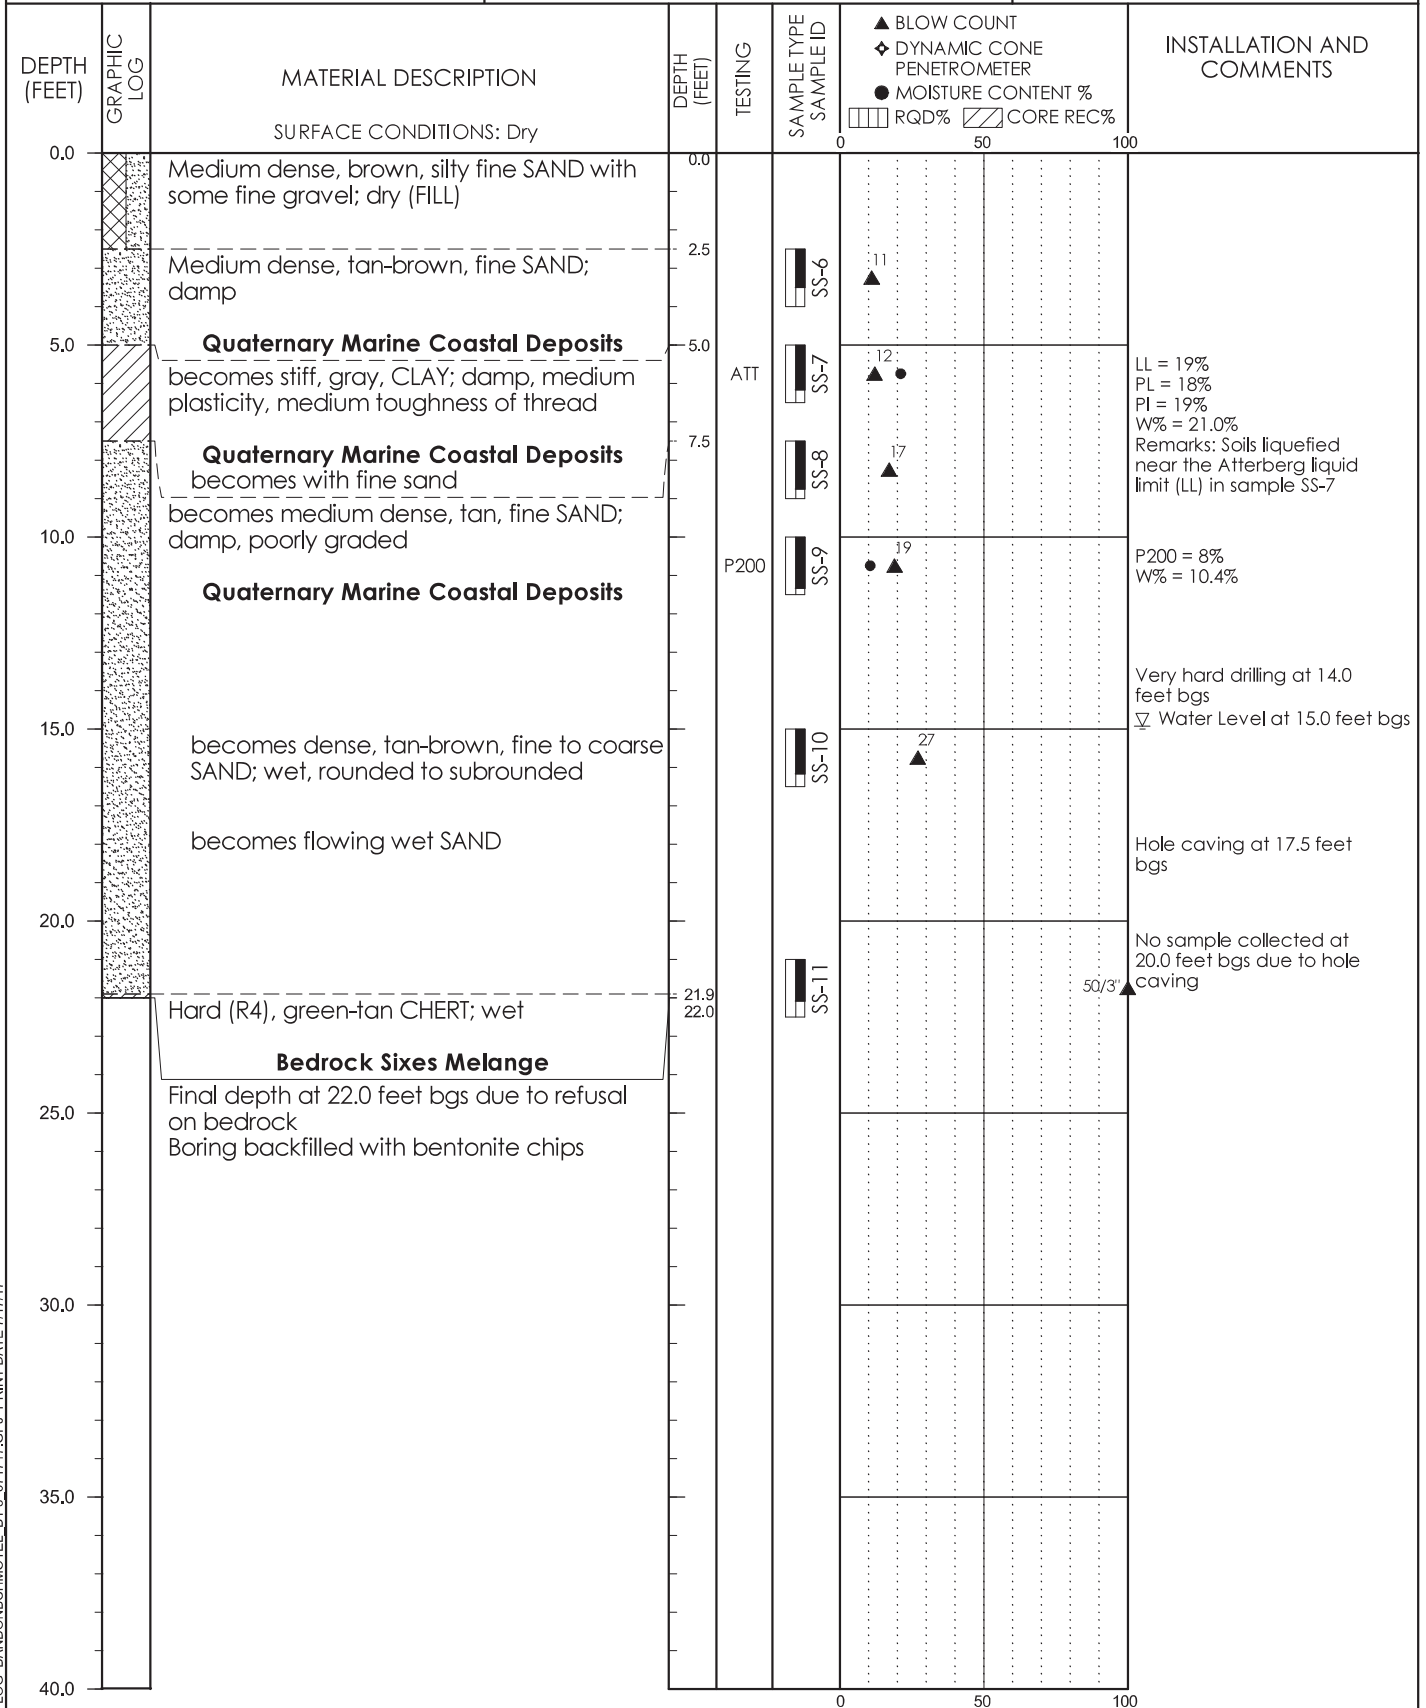 DEPTH
(FEET)
GRAPHIC
LOG
MATERIAL DESCRIPTION
SURFACE CONDITIONS: Dry
DEPTH
(FEET)
TESTING
SAMPLE TYPE
SAMPLE ID
BLOW COUNT
DYNAMIC CONE
PENETROMETER
MOISTURE CONTENT %
RQD% CORE REC%
INSTALLATION AND
COMMENTS
0 50 100
0.0
Medium dense, brown, silty fine SAND with
some fine gravel; dry (FILL)
0.0
2.5
Medium dense, tan-brown, fine SAND;
damp
SS-6
11
Quaternary Marine Coastal Deposits
5.0
5.0
becomes stiff, gray, CLAY; damp, medium
plasticity, medium toughness of thread
ATT
SS-7
12
LL = 19%
PL = 18%
PI = 19%
W% = 21.0%
Remarks: Soils liquefied
near the Atterberg liquid
limit (LL) in sample SS-7
Quaternary Marine Coastal Deposits
becomes with fine sand
7.5
SS-8
17
becomes medium dense, tan, fine SAND;
damp, poorly graded
10.0
P200
SS-9
19
P200 = 8%
W% = 10.4%
Quaternary Marine Coastal Deposits
Very hard drilling at 14.0
feet bgs
Water Level at 15.0 feet bgs
15.0
becomes dense, tan-brown, fine to coarse
SAND; wet, rounded to subrounded
SS-10
27
becomes flowing wet SAND
Hole caving at 17.5 feet
bgs
20.0
No sample collected at
20.0 feet bgs due to hole
caving
SS-11
50/3"
21.9
22.0
Hard (R4), green-tan CHERT; wet
Bedrock Sixes Melange
Final depth at 22.0 feet bgs due to refusal
on bedrock
Boring backfilled with bentonite chips
25.0
30.0
35.0
40.0
0 50 100